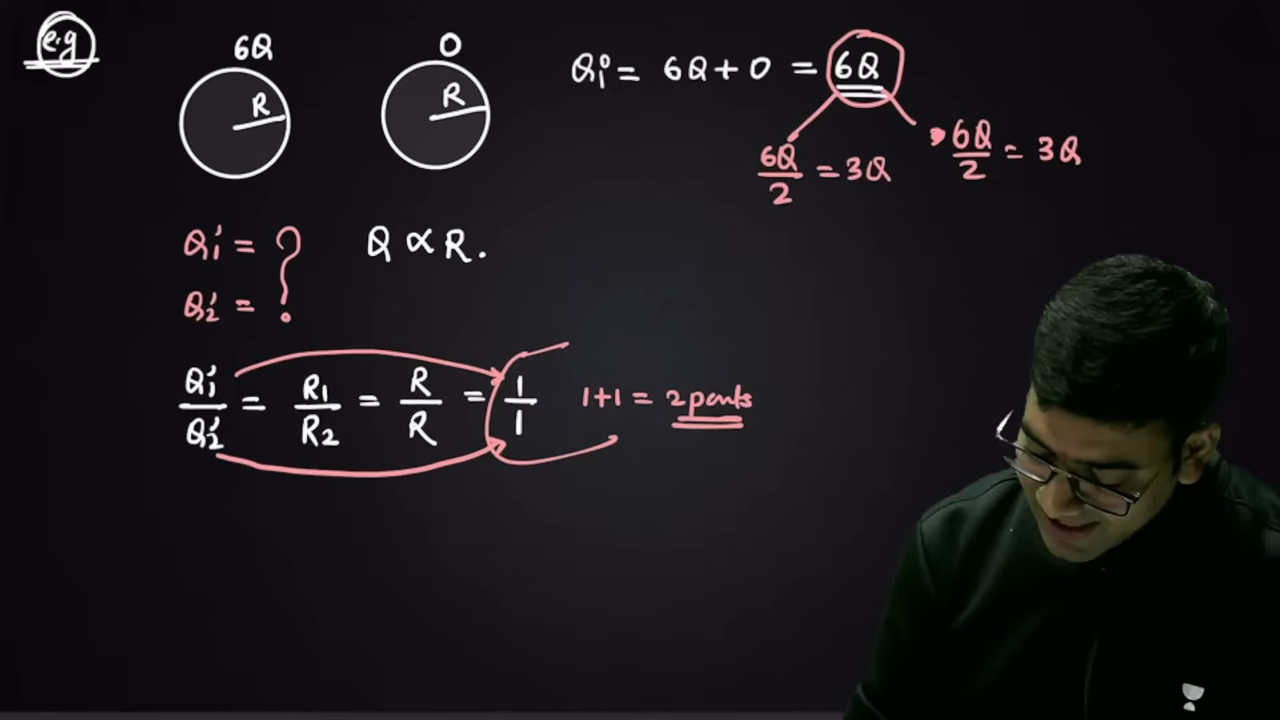 e.g
6Q
0
R
R
Qi = 6Q + 0 = 6Q
6Q/2 = 3Q
6Q/2 = 3Q
Q₁' = ?
Q ∝ R.
Q₂' =
Q₁'/Q₂' = R₁/R₂ = R/R = 1/1
1+1 = 2 parts